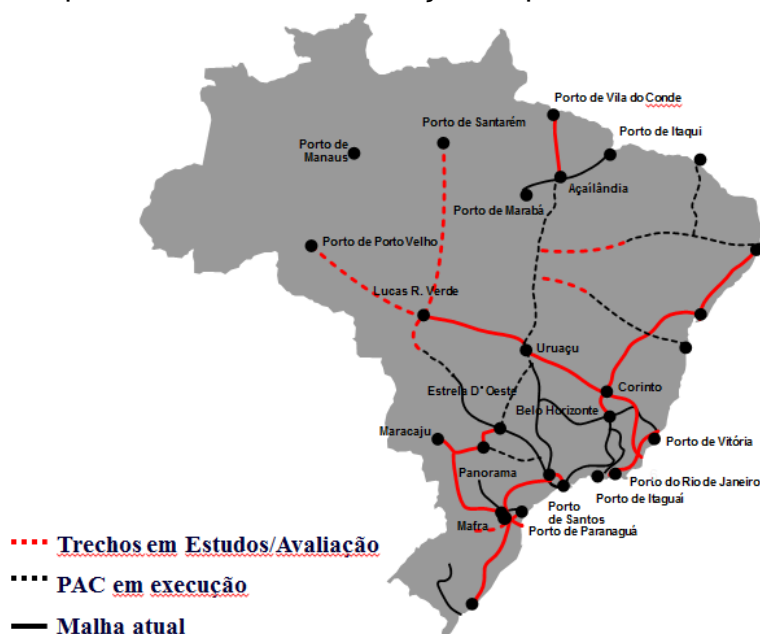 Porto de Vila do Conde
Porto de Santarém
Porto de Itaqui
Porto de
Manaus
Açaílândia
Porto de Marabá
Porto de Porto Velho
Lucas R. Verde
Uruaçu
Estrela D°Oeste
Corinto
Belo Horizonte
Maracaju
Porto de Vitória
Panorama
Porto do Rio de Janeiro
Porto de Itaguaí
Porto
de Santos
Mafra
Porto de Paranaguá
Trechos em Estudos/Avaliação
PAC em execução
Malha atual